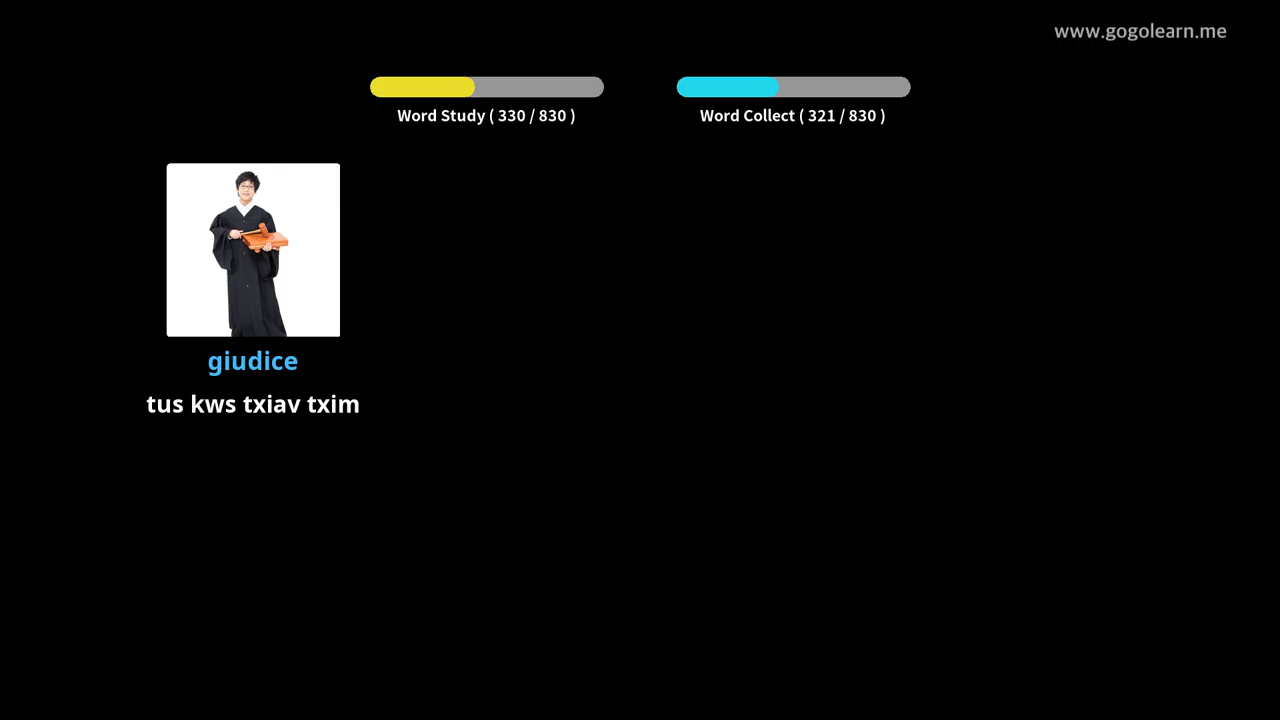 www.gogolearn.me
Word Study ( 330 / 830 )
Word Collect ( 321 / 830 )
giudice
tus kws txiav txim